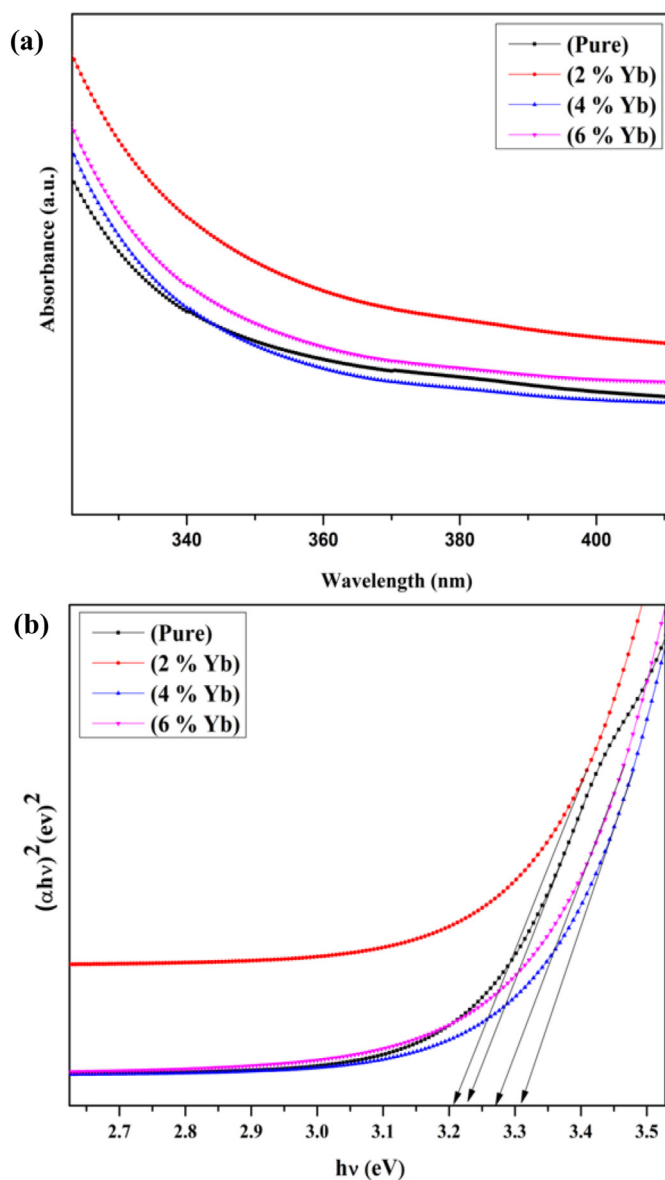 (a)
(Pure)
(2 % Yb)
(4 % Yb)
(6 % Yb)
Absorbance (a.u.)
340
360
380
400
Wavelength (nm)
(b)
(Pure)
(2 % Yb)
(4 % Yb)
(6 % Yb)
(αhν)²(ev)²
2.7
2.8
2.9
3.0
3.1
3.2
3.3
3.4
3.5
hν (eV)